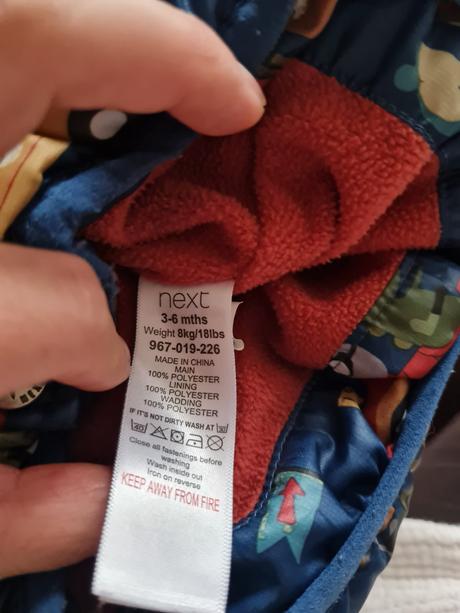 next
3-6 mths
Weight 8kg/18lbs
967-019-226
MADE IN CHINA
MAIN
100% POLYESTER
LINING
100% POLYESTER
WADDING
100% POLYESTER
IF IT'S NOT DIRTY WASH AT 30
40
Close all fastenings before
washing
Wash inside out
Iron on reverse
KEEP AWAY FROM FIRE